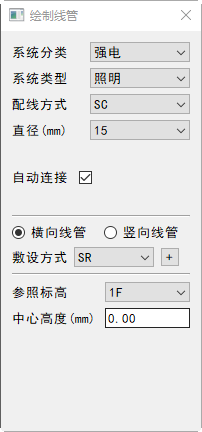 绘制线管
系统分类 强电
系统类型 照明
配线方式 SC
直径(mm) 15
自动连接
横向线管 竖向线管
敷设方式 SR +
参照标高 1F
中心高度(mm) 0.00